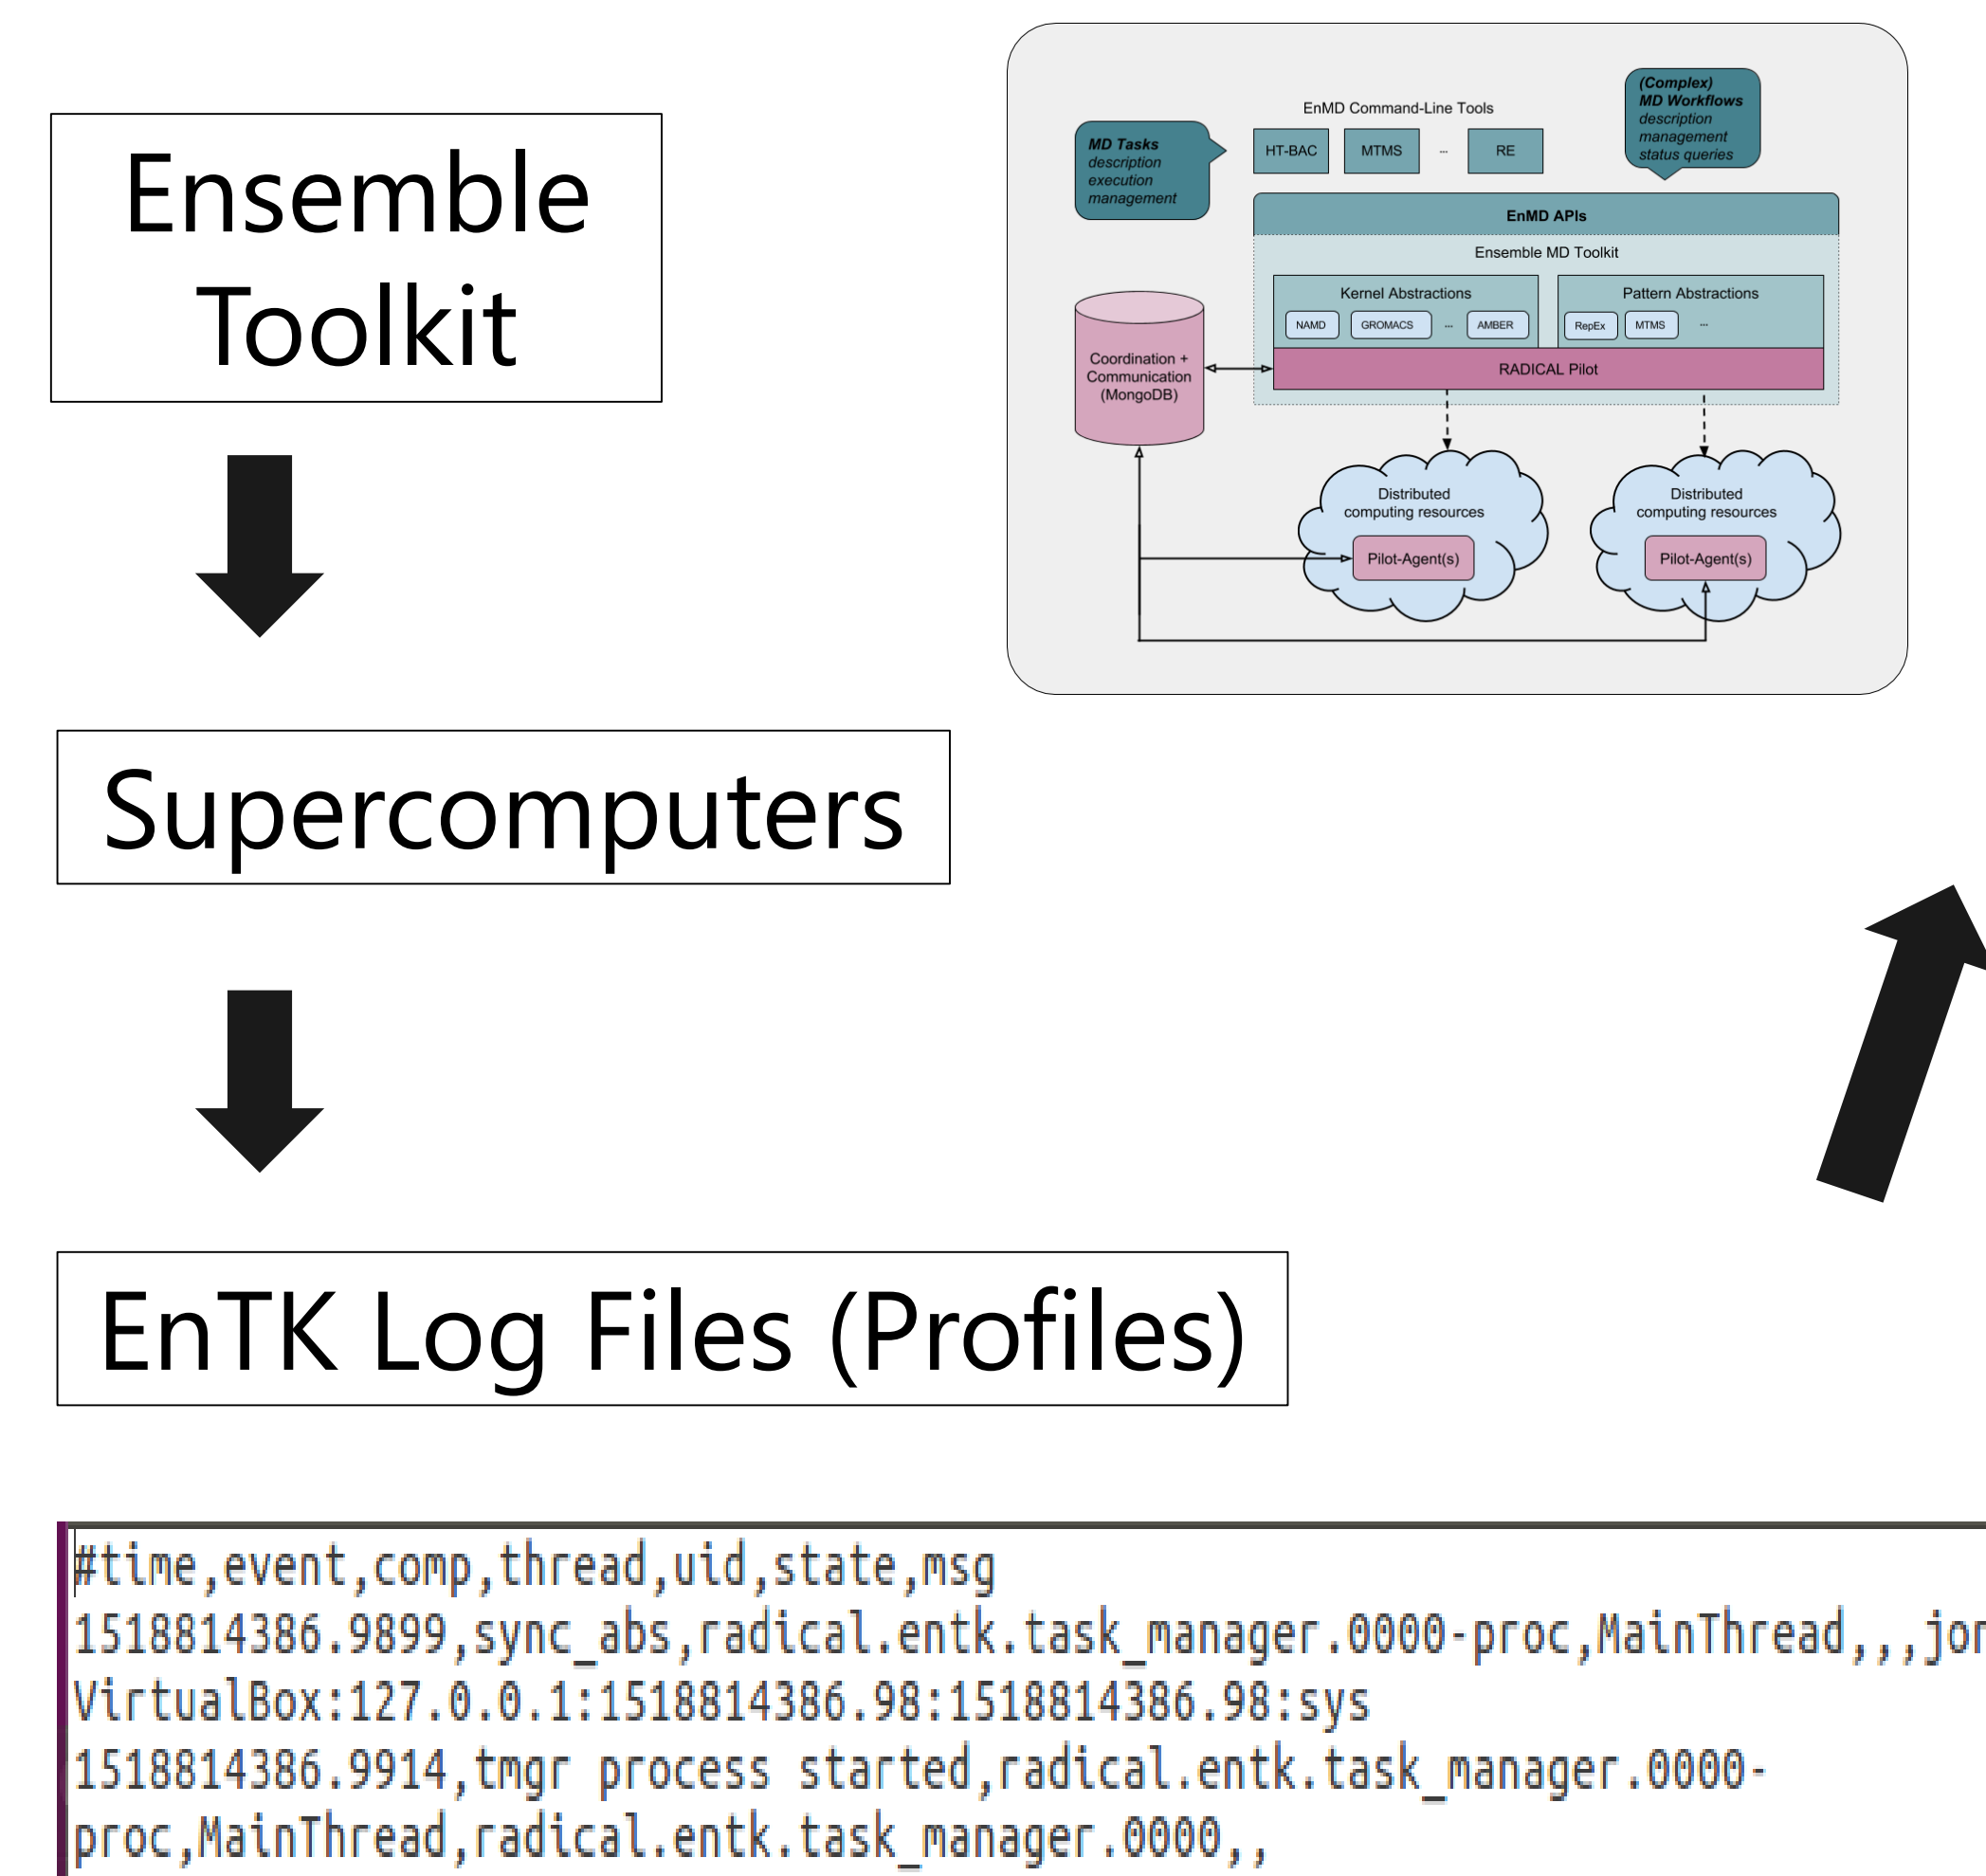 Ensemble
Toolkit
EnMD Command-Line Tools
MD Tasks
description
execution
management
HT-BAC
MTMS
...
RE
(Complex)
MD Workflows
description
management
status queries
EnMD APIs
Ensemble MD Toolkit
Kernel Abstractions
NAMD
GROMACS
...
AMBER
Pattern Abstractions
RepEx
MTMS
...
RADICAL Pilot
Coordination +
Communication
(MongoDB)
Distributed
computing resources
Pilot-Agent(s)
Distributed
computing resources
Pilot-Agent(s)
Supercomputers
EnTK Log Files (Profiles)
#time,event,comp,thread,uid,state,msg
1518814386.9899,sync_abs,radical.entk.task_manager.0000-proc,MainThread,,,
VirtualBox:127.0.0.1:1518814386.98:1518814386.98:sys
1518814386.9914,tmgr process started,radical.entk.task_manager.0000-
proc,MainThread,radical.entk.task_manager.0000,,